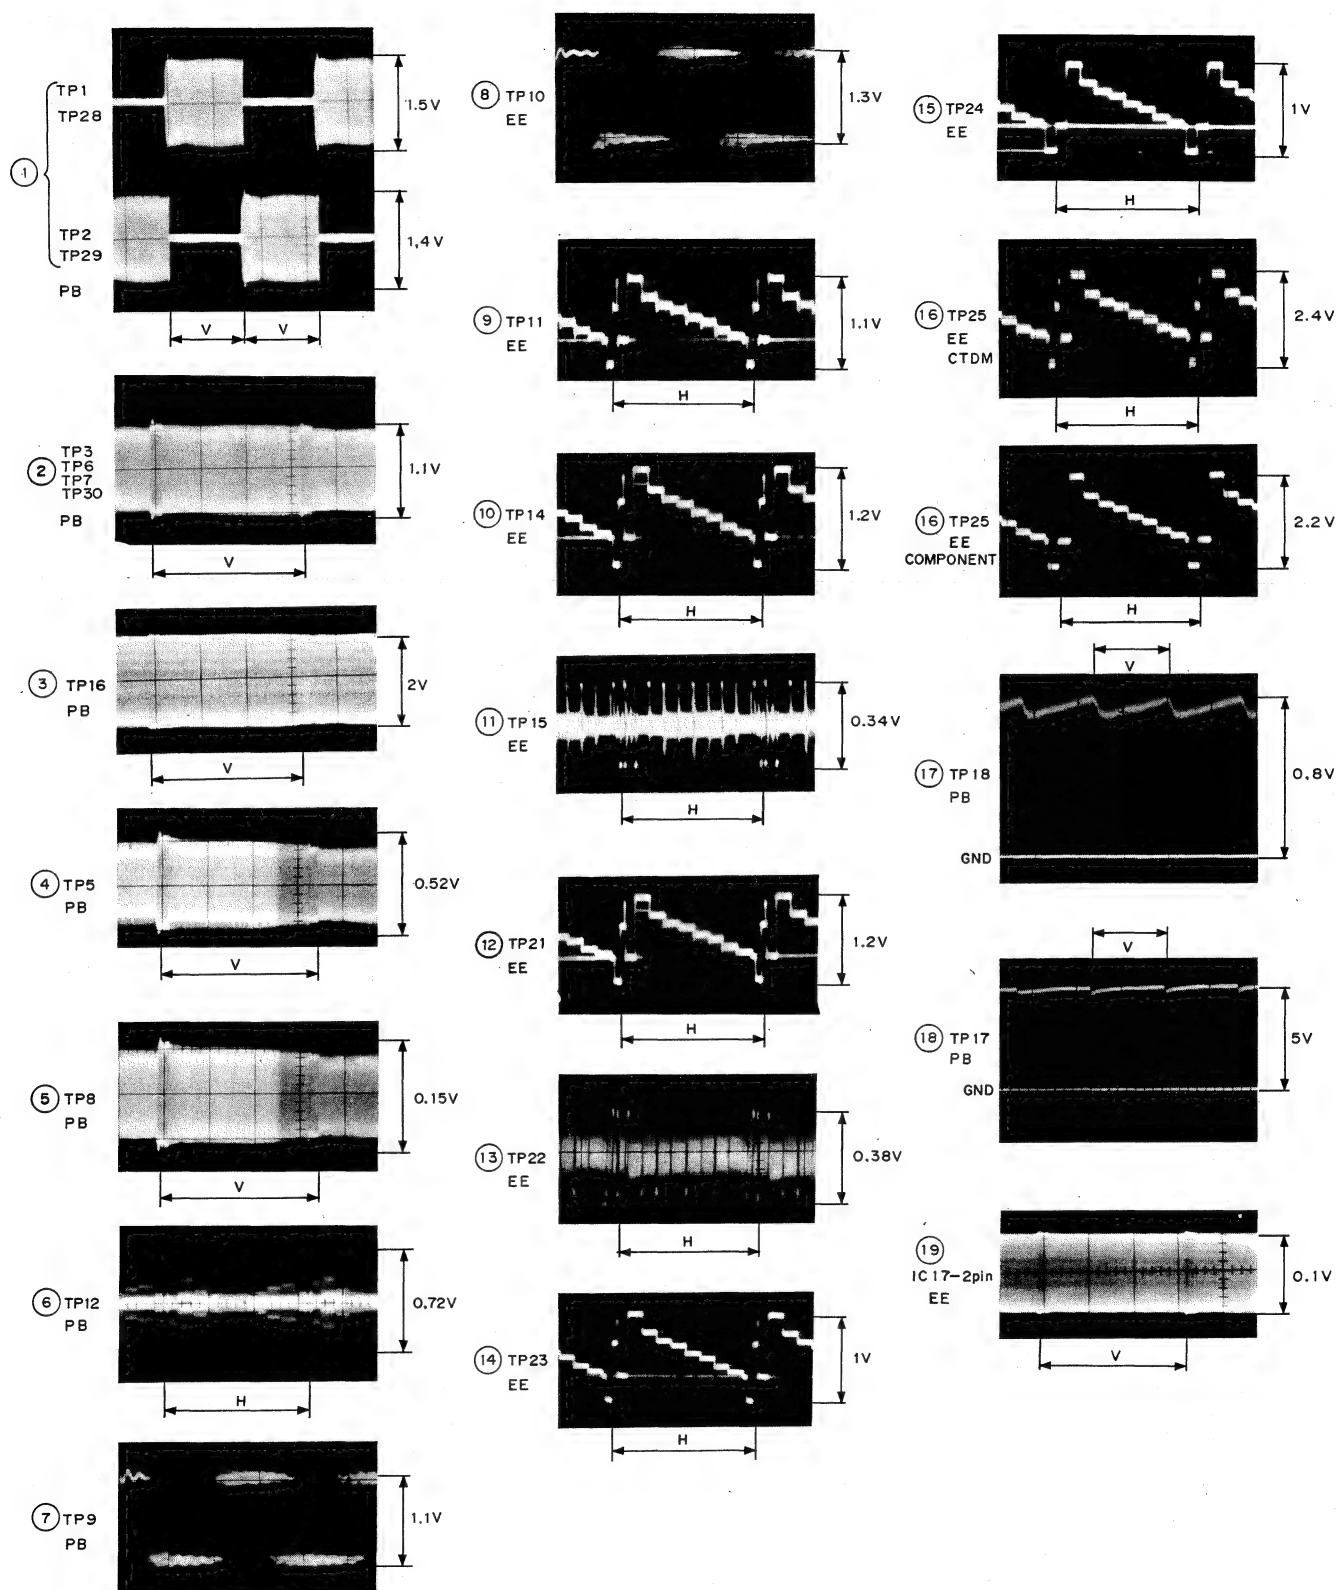 1
TP1
TP28
TP2
TP29
PB
1.5V
1.4V
V V
2
TP3
TP6
TP7
TP30
PB
1.1V
V
3 TP16
PB
2V
V
4 TP5
PB
0.52V
V
5 TP8
PB
0.15V
V
6 TP12
PB
0.72V
H
7 TP9
PB
1.1V
8 TP10
EE
1.3V
9 TP11
EE
1.1V
H
10 TP14
EE
1.2V
H
11 TP15
EE
0.34V
H
12 TP21
EE
1.2V
H
13 TP22
EE
0.38V
H
14 TP23
EE
1V
H
15 TP24
EE
1V
H
16 TP25
EE
CTDM
2.4V
H
16 TP25
EE
COMPONENT
2.2V
H
V
17 TP18
PB
0.8V
GND
V
18 TP17
PB
5V
GND
19
IC17-2pin
EE
0.1V
V